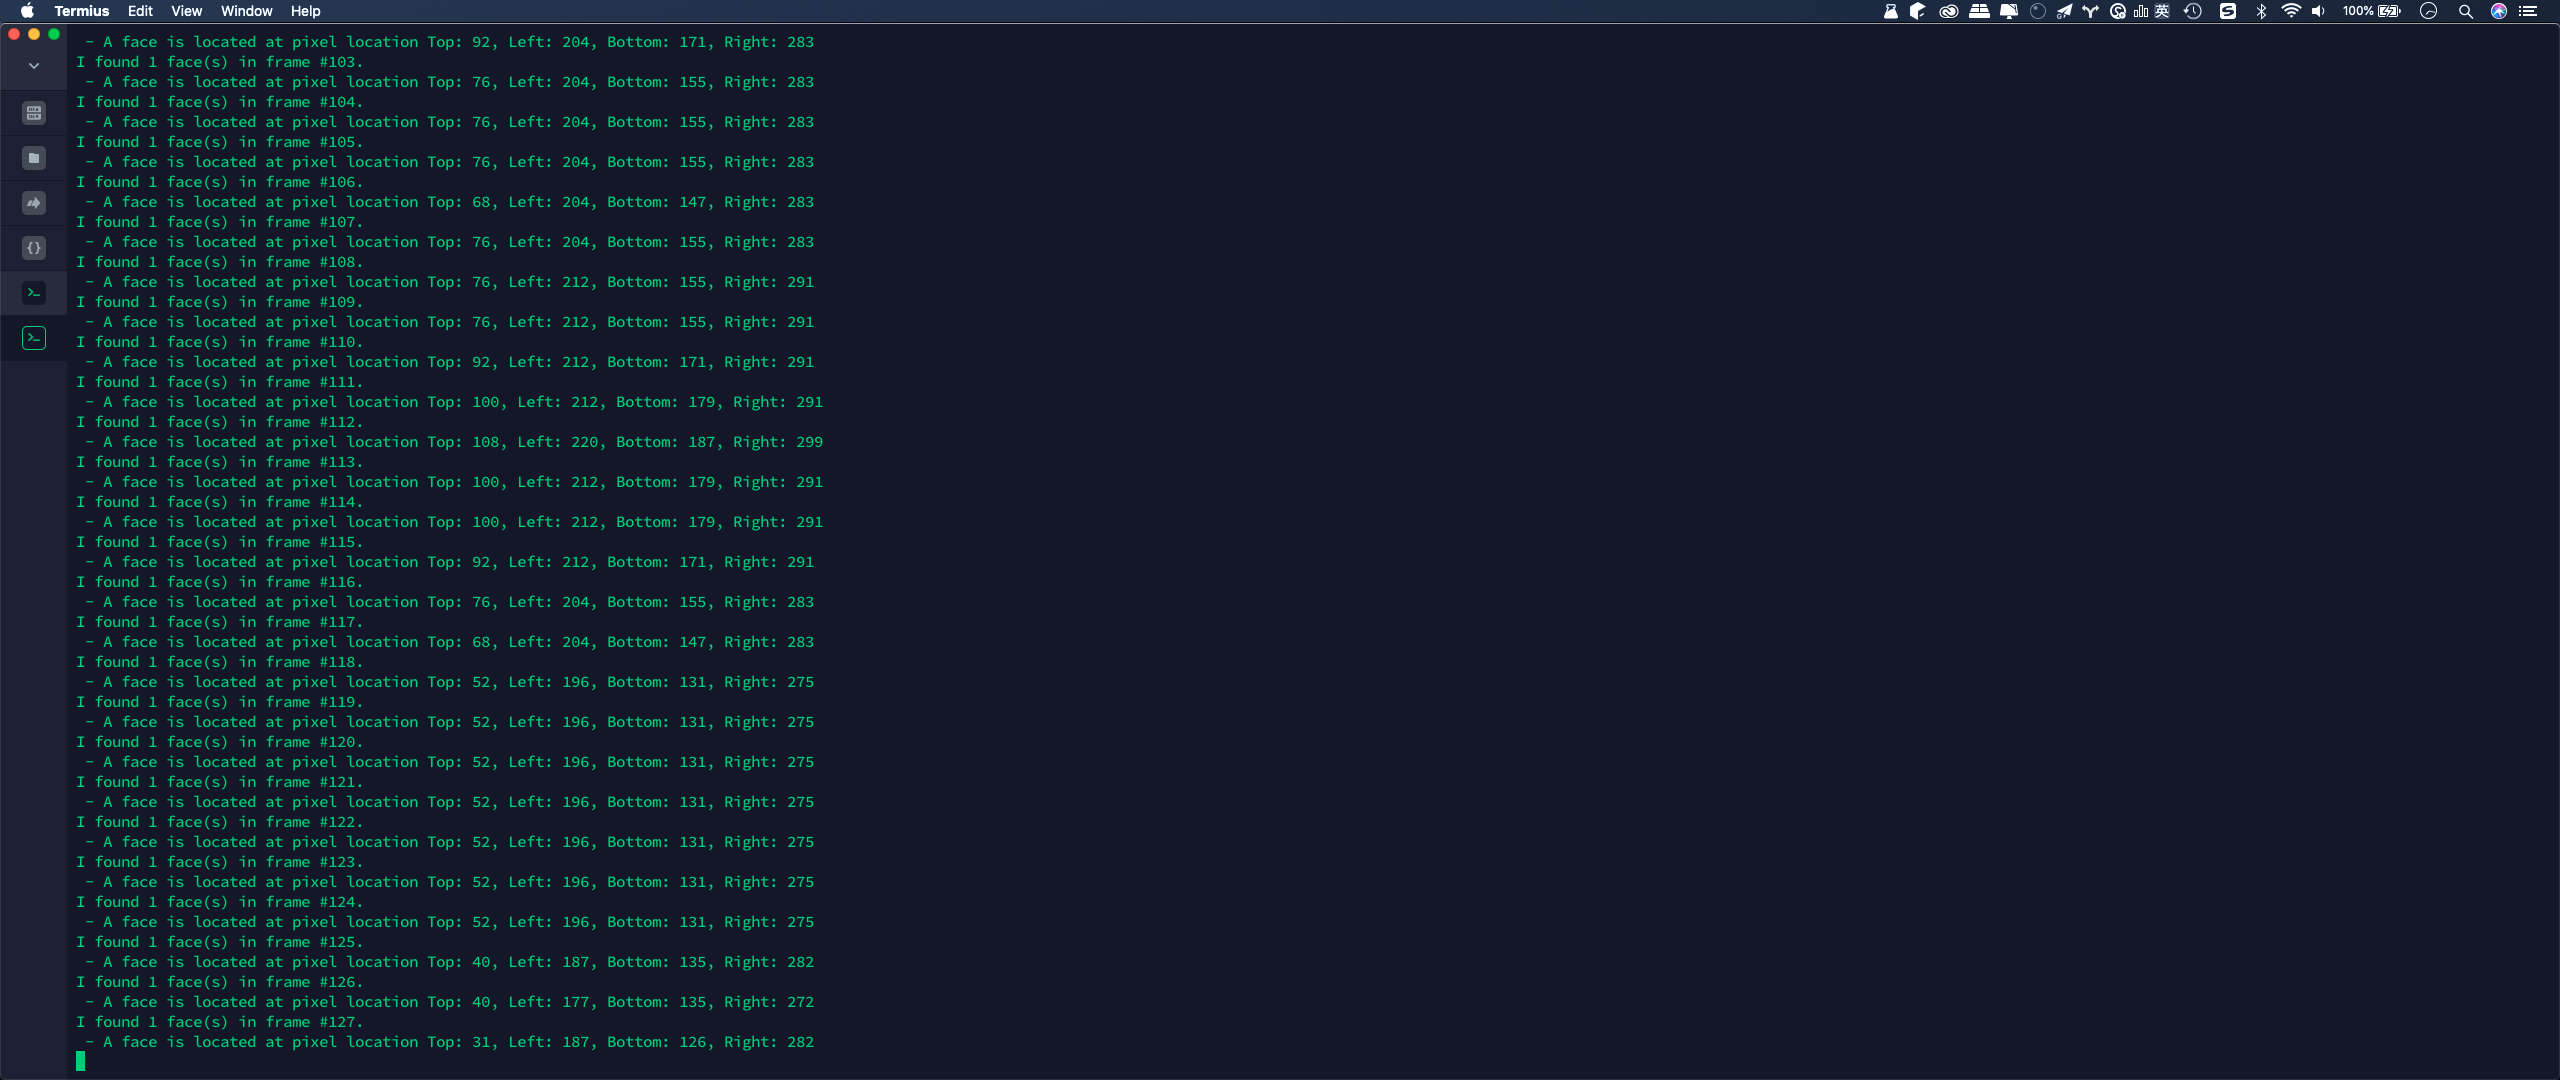 Termius Edit View Window Help 英 100%
- A face is located at pixel location Top: 92, Left: 204, Bottom: 171, Right: 283
I found 1 face(s) in frame #103.
- A face is located at pixel location Top: 76, Left: 204, Bottom: 155, Right: 283
I found 1 face(s) in frame #104.
- A face is located at pixel location Top: 76, Left: 204, Bottom: 155, Right: 283
I found 1 face(s) in frame #105.
- A face is located at pixel location Top: 76, Left: 204, Bottom: 155, Right: 283
I found 1 face(s) in frame #106.
- A face is located at pixel location Top: 68, Left: 204, Bottom: 147, Right: 283
I found 1 face(s) in frame #107.
- A face is located at pixel location Top: 76, Left: 204, Bottom: 155, Right: 283
I found 1 face(s) in frame #108.
- A face is located at pixel location Top: 76, Left: 212, Bottom: 155, Right: 291
I found 1 face(s) in frame #109.
- A face is located at pixel location Top: 76, Left: 212, Bottom: 155, Right: 291
I found 1 face(s) in frame #110.
- A face is located at pixel location Top: 92, Left: 212, Bottom: 171, Right: 291
I found 1 face(s) in frame #111.
- A face is located at pixel location Top: 100, Left: 212, Bottom: 179, Right: 291
I found 1 face(s) in frame #112.
- A face is located at pixel location Top: 108, Left: 220, Bottom: 187, Right: 299
I found 1 face(s) in frame #113.
- A face is located at pixel location Top: 100, Left: 212, Bottom: 179, Right: 291
I found 1 face(s) in frame #114.
- A face is located at pixel location Top: 100, Left: 212, Bottom: 179, Right: 291
I found 1 face(s) in frame #115.
- A face is located at pixel location Top: 92, Left: 212, Bottom: 171, Right: 291
I found 1 face(s) in frame #116.
- A face is located at pixel location Top: 76, Left: 204, Bottom: 155, Right: 283
I found 1 face(s) in frame #117.
- A face is located at pixel location Top: 68, Left: 204, Bottom: 147, Right: 283
I found 1 face(s) in frame #118.
- A face is located at pixel location Top: 52, Left: 196, Bottom: 131, Right: 275
I found 1 face(s) in frame #119.
- A face is located at pixel location Top: 52, Left: 196, Bottom: 131, Right: 275
I found 1 face(s) in frame #120.
- A face is located at pixel location Top: 52, Left: 196, Bottom: 131, Right: 275
I found 1 face(s) in frame #121.
- A face is located at pixel location Top: 52, Left: 196, Bottom: 131, Right: 275
I found 1 face(s) in frame #122.
- A face is located at pixel location Top: 52, Left: 196, Bottom: 131, Right: 275
I found 1 face(s) in frame #123.
- A face is located at pixel location Top: 52, Left: 196, Bottom: 131, Right: 275
I found 1 face(s) in frame #124.
- A face is located at pixel location Top: 52, Left: 196, Bottom: 131, Right: 275
I found 1 face(s) in frame #125.
- A face is located at pixel location Top: 40, Left: 187, Bottom: 135, Right: 282
I found 1 face(s) in frame #126.
- A face is located at pixel location Top: 40, Left: 177, Bottom: 135, Right: 272
I found 1 face(s) in frame #127.
- A face is located at pixel location Top: 31, Left: 187, Bottom: 126, Right: 282